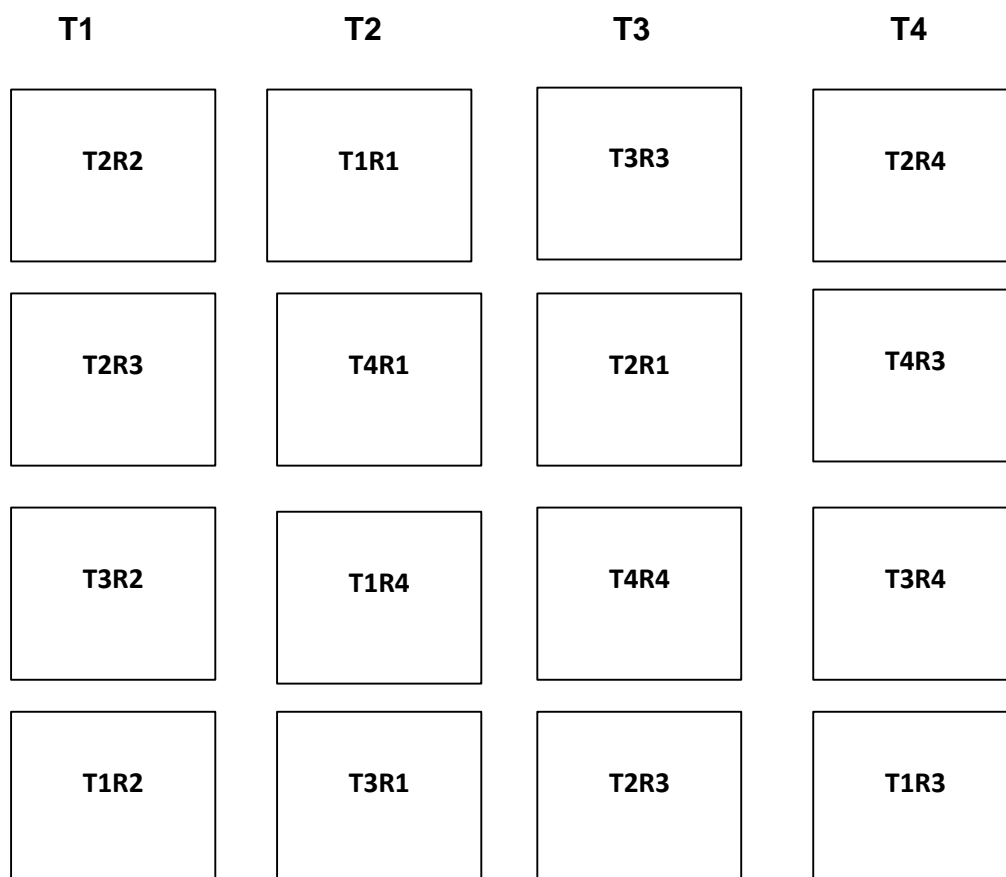 T1 T2 T3 T4
T2R2 T1R1 T3R3 T2R4
T2R3 T4R1 T2R1 T4R3
T3R2 T1R4 T4R4 T3R4
T1R2 T3R1 T2R3 T1R3